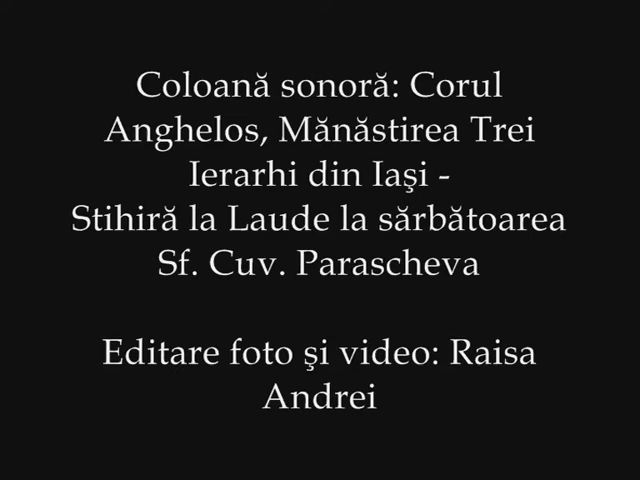 Coloană sonoră: Corul
Anghelos, Mănăstirea Trei
Ierarhi din Iaşi -
Stihiră la Laude la sărbătoarea
Sf. Cuv. Parascheva
Editare foto şi video: Raisa
Andrei